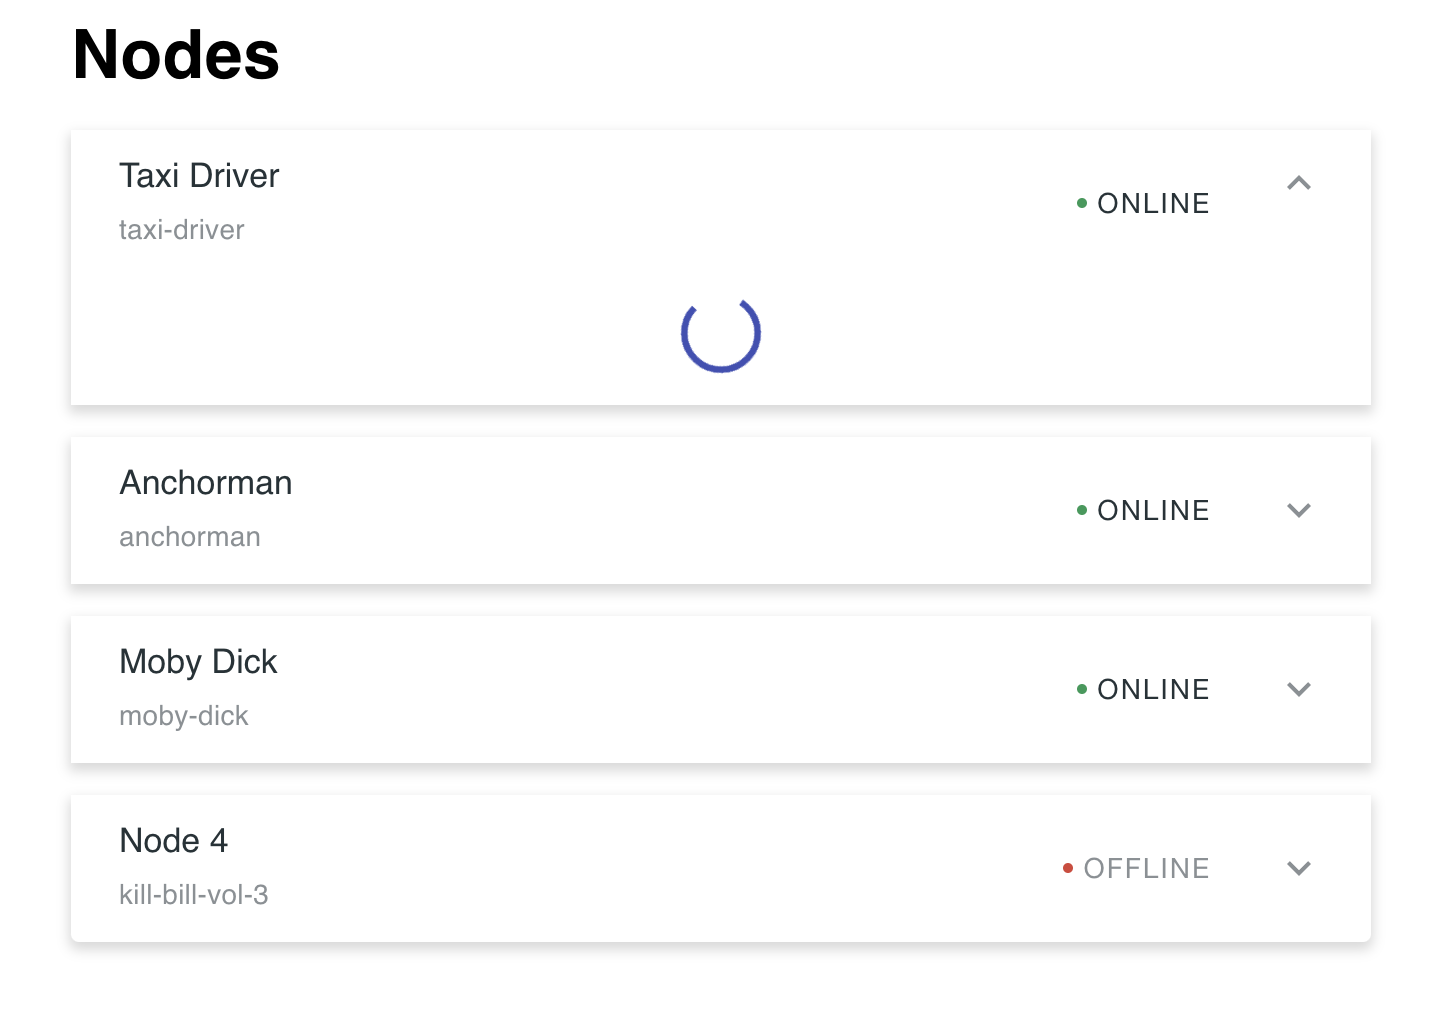 Nodes
Taxi Driver
taxi-driver
ONLINE
Anchorman
anchorman
ONLINE
Moby Dick
moby-dick
ONLINE
Node 4
kill-bill-vol-3
OFFLINE